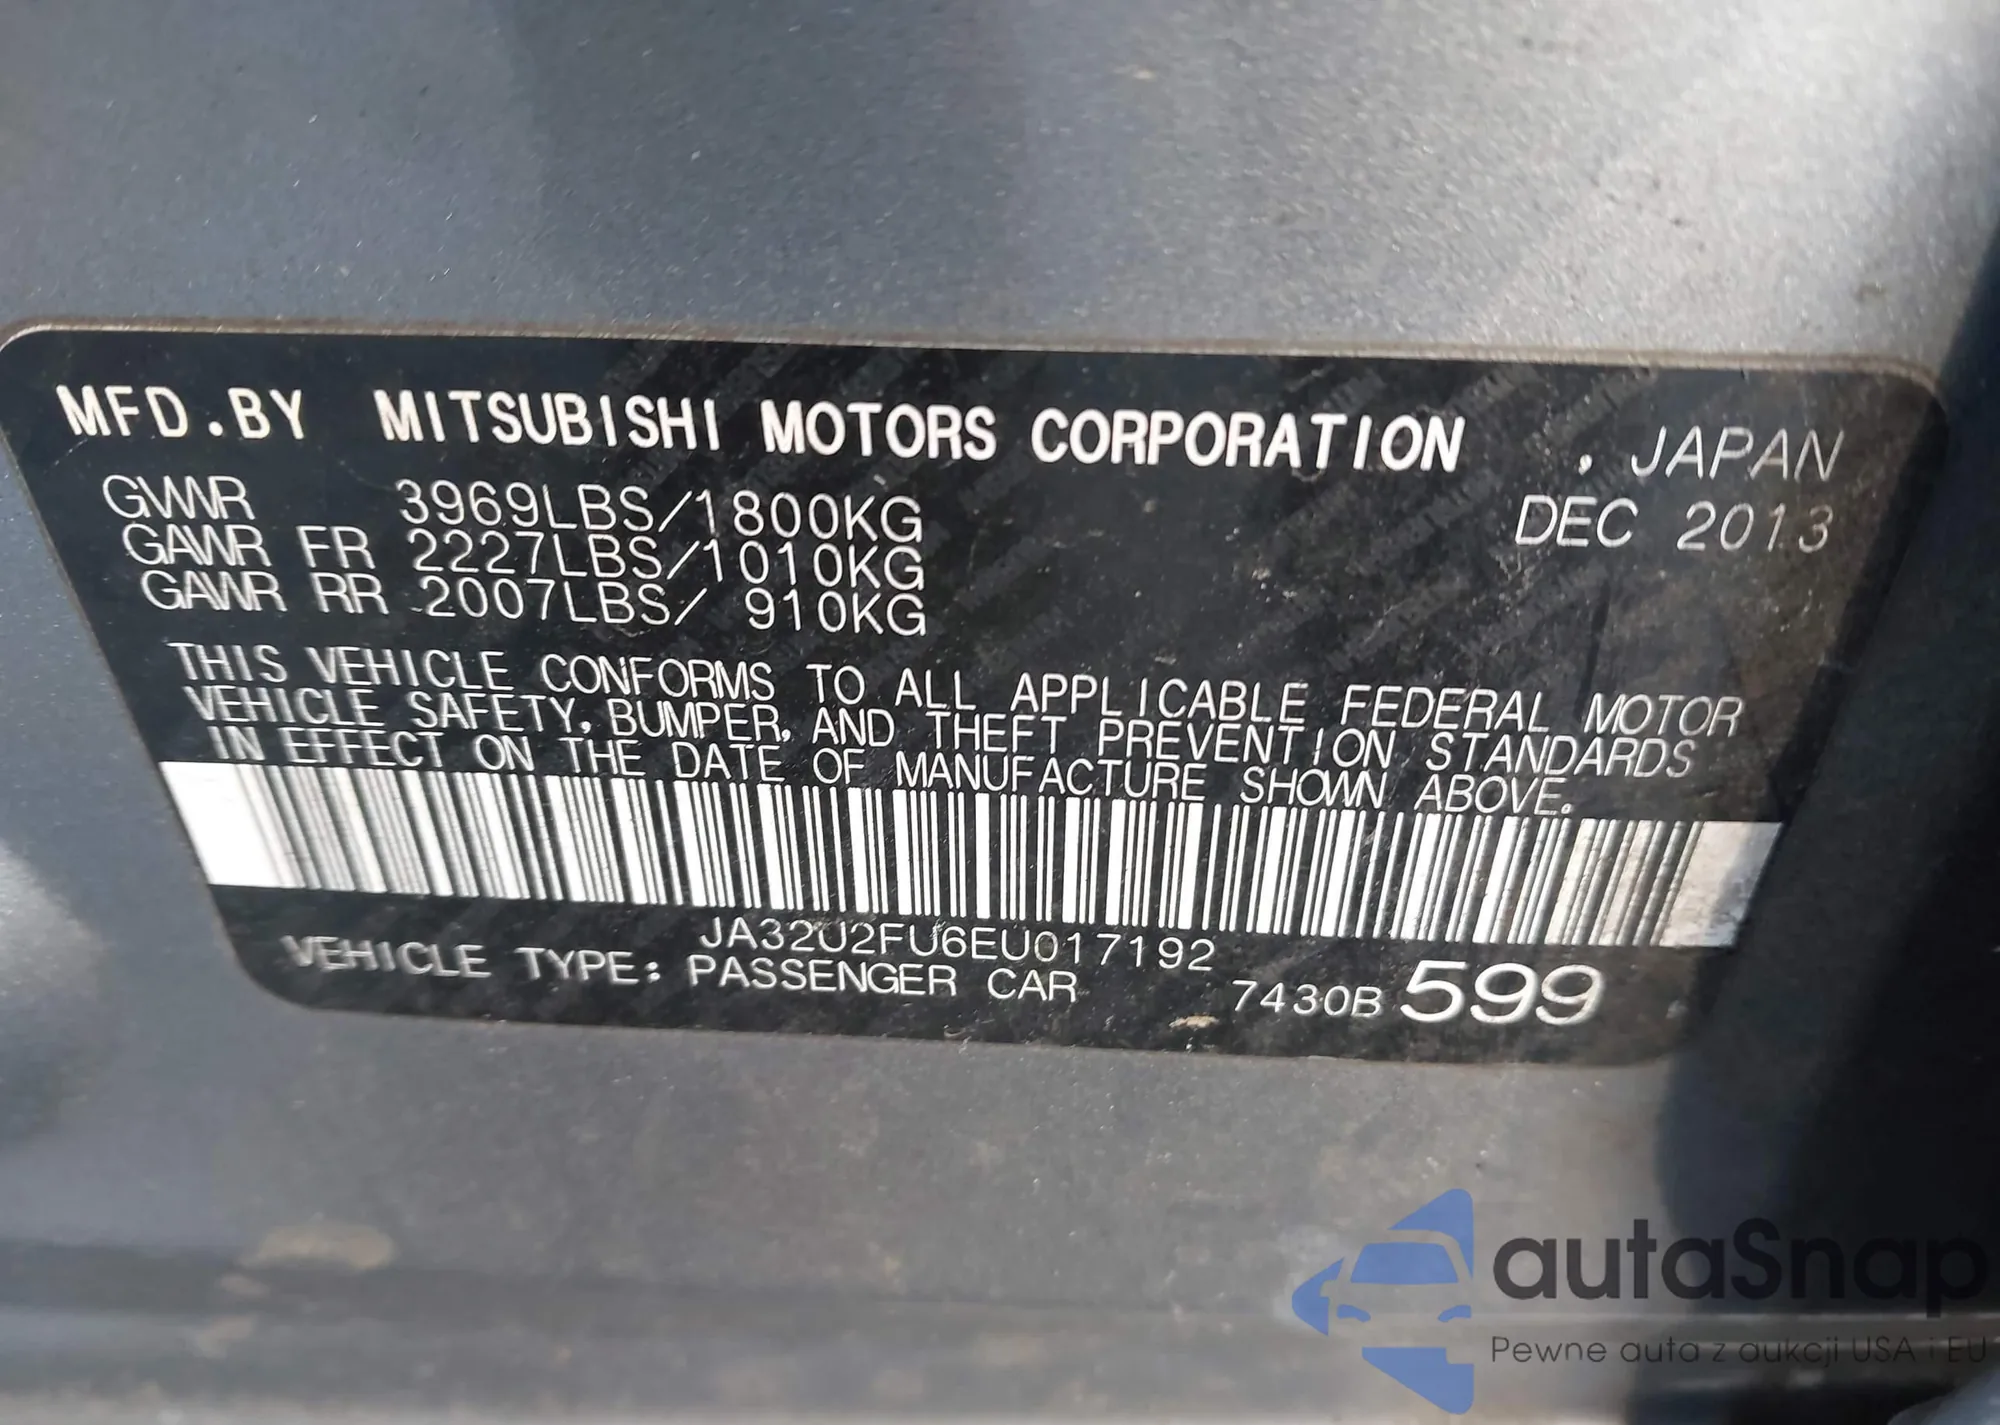 MFD.BY MITSUBISHI MOTORS CORPORATION , JAPAN
GVWR 3969LBS/1800KG DEC 2013
GAWR FR 2227LBS/1010KG
GAWR RR 2007LBS/ 910KG
THIS VEHICLE CONFORMS TO ALL APPLICABLE FEDERAL MOTOR
VEHICLE SAFETY, BUMPER, AND THEFT PREVENTION STANDARDS
IN EFFECT ON THE DATE OF MANUFACTURE SHOWN ABOVE.
JA32U2FU6EU017192
VEHICLE TYPE: PASSENGER CAR 7430B 599
autaSnap
Pewne auta z aukcji USA i EU